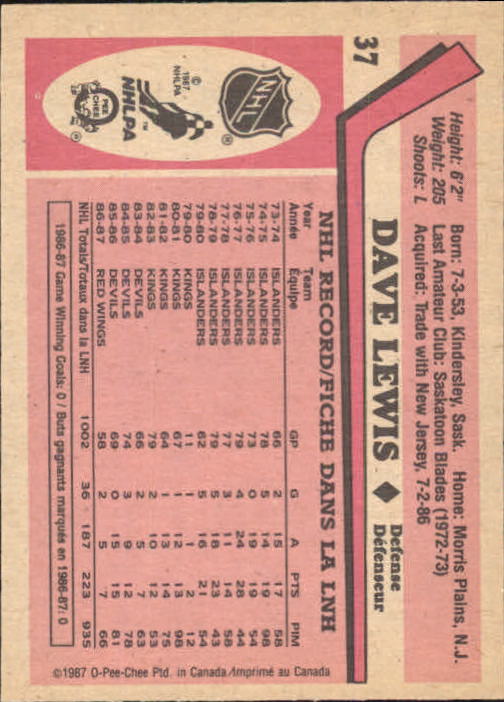 37
Height: 6'2"
Weight: 205
Shoots: L
Born: 7-3-53, Kindersley, Sask. Home: Morris Plains, N.J.
Last Amateur Club: Saskatoon Blades (1972-73)
Acquired: Trade with New Jersey, 7-2-86
DAVE LEWIS ◆ Defense
Défenseur
NHL RECORD/FICHE DANS LA LNH
Year Team
Année Équipe GP G A PTS PIM
73-74 ISLANDERS 66 2 15 17 58
74-75 ISLANDERS 78 5 14 19 98
75-76 ISLANDERS 73 0 19 19 54
76-77 ISLANDERS 79 4 24 28 44
77-78 ISLANDERS 77 3 11 14 58
78-79 ISLANDERS 79 5 18 23 43
79-80 ISLANDERS 62 5 16 21 54
79-80 KINGS 11 1 1 2 12
80-81 KINGS 67 1 12 13 98
81-82 KINGS 64 1 13 14 75
82-83 KINGS 79 2 10 12 53
83-84 DEVILS 66 2 5 7 63
84-85 DEVILS 74 3 9 12 78
85-86 DEVILS 69 0 15 15 81
86-87 RED WINGS 58 2 5 7 66
NHL Totals/Totaux dans la LNH 1002 36 187 223 935
1986-87 Game Winning Goals: 0 / Buts gagnants marqués en 1986-87: 0
NHL ®
© 1987 NHLPA
NHLPA ™
O PEE CHEE ®
©1987 O-Pee-Chee Ptd. in Canada/Imprimé au Canada